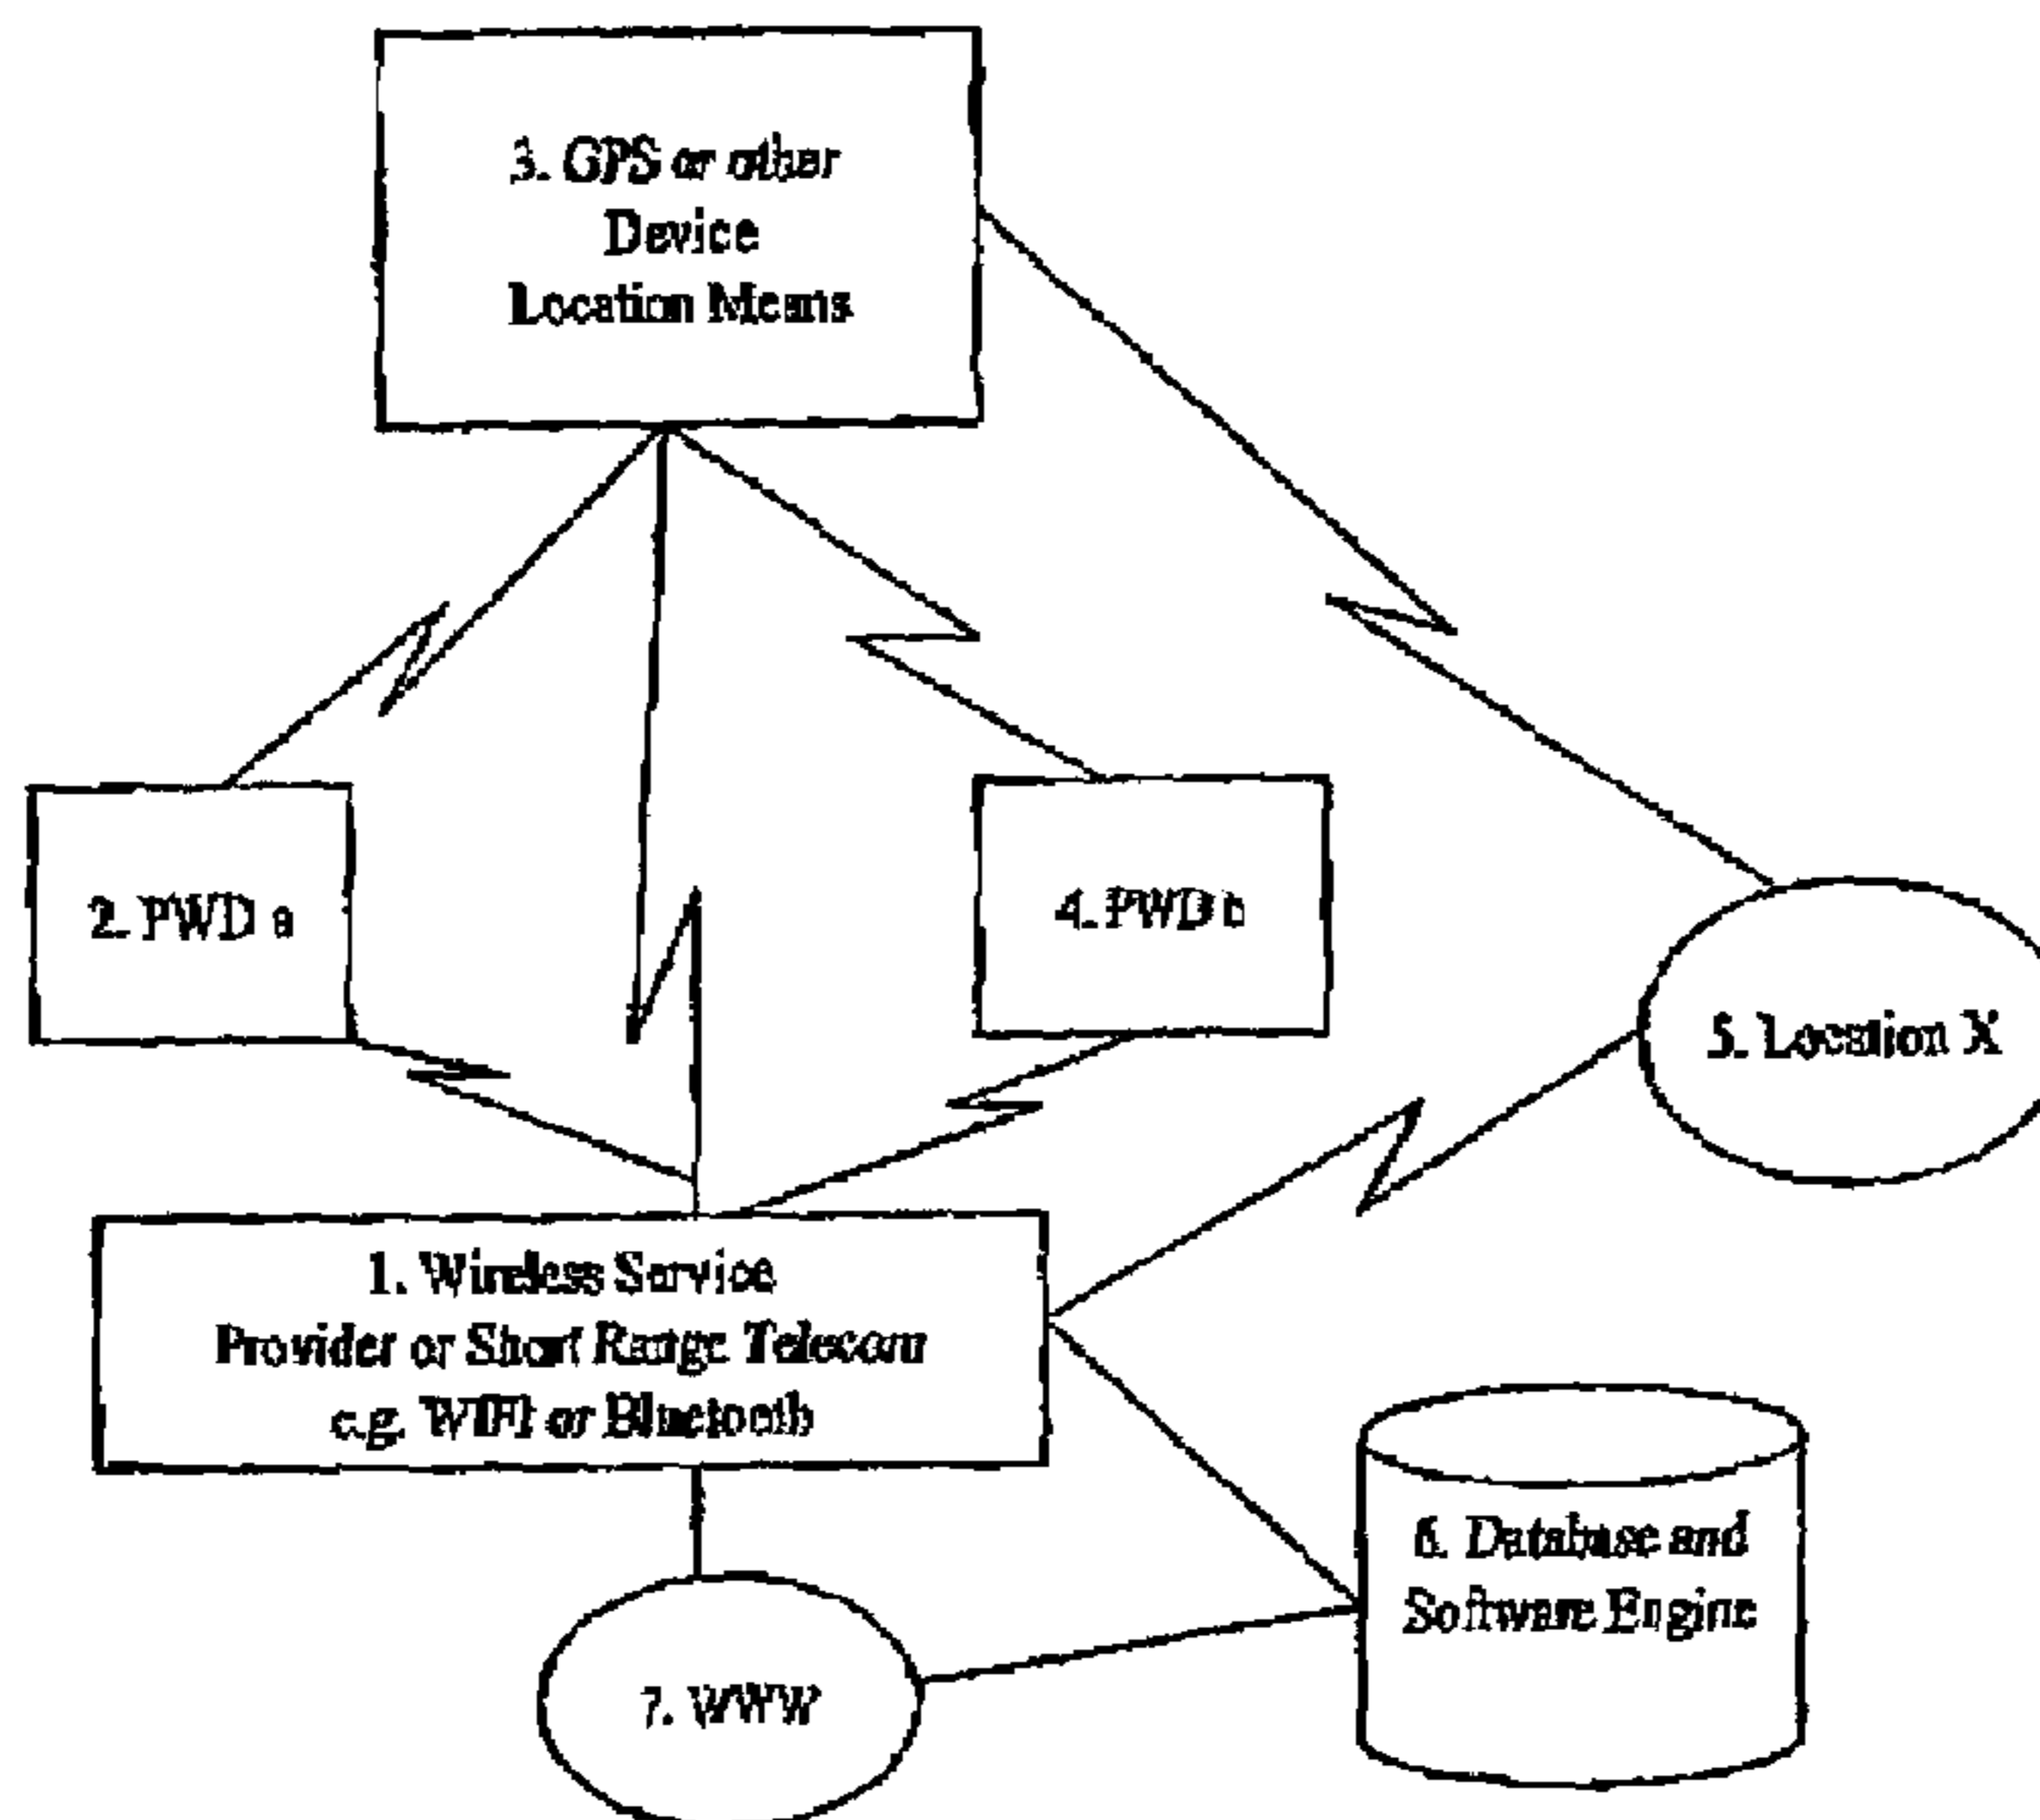 3. GPS or other
Device
Location Means
2. PWD a
4. PWD b
5. Location X
1. Wireless Service
Provider or Short Range Telecom
e.g. WIFI or Bluetooth
6. Database and
Software Engine
7. WWW